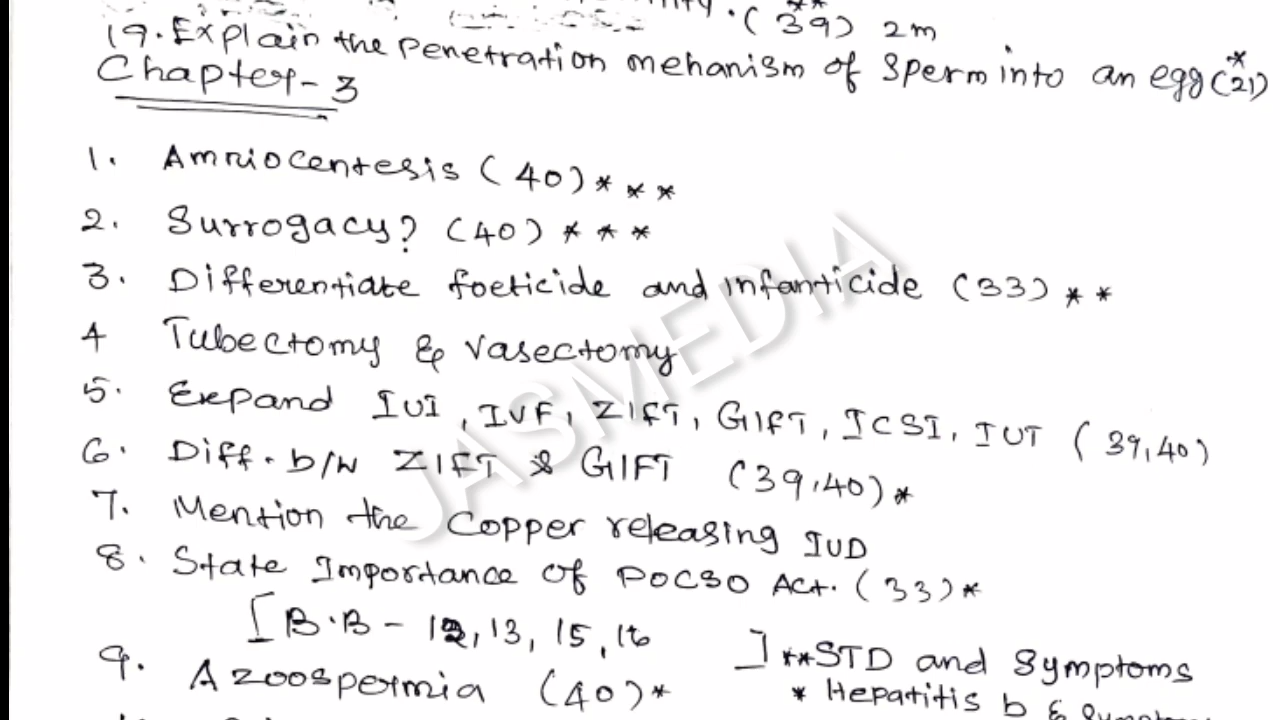 (39) 2m
19. Explain the penetration mehanism of Sperm into an egg (21)*
Chapter-3
1. Amniocentesis (40) ***
2. Surrogacy? (40) ***
3. Differentiate foeticide and infanticide (33) **
4 Tubectomy & vasectomy
5. Expand IUI, IVF, ZIFT, GIFT, ICSI, IUT (39,40)
6. Diff. b/w ZIFT & GIFT (39,40)*
7. Mention the Copper releasing IUD
8. State Importance of POCSO Act. (33)*
[B.B - 12, 13, 15, 16 ] **STD and Symptoms
9. Azoospermia (40)* * Hepatitis b &
JASMEDIA